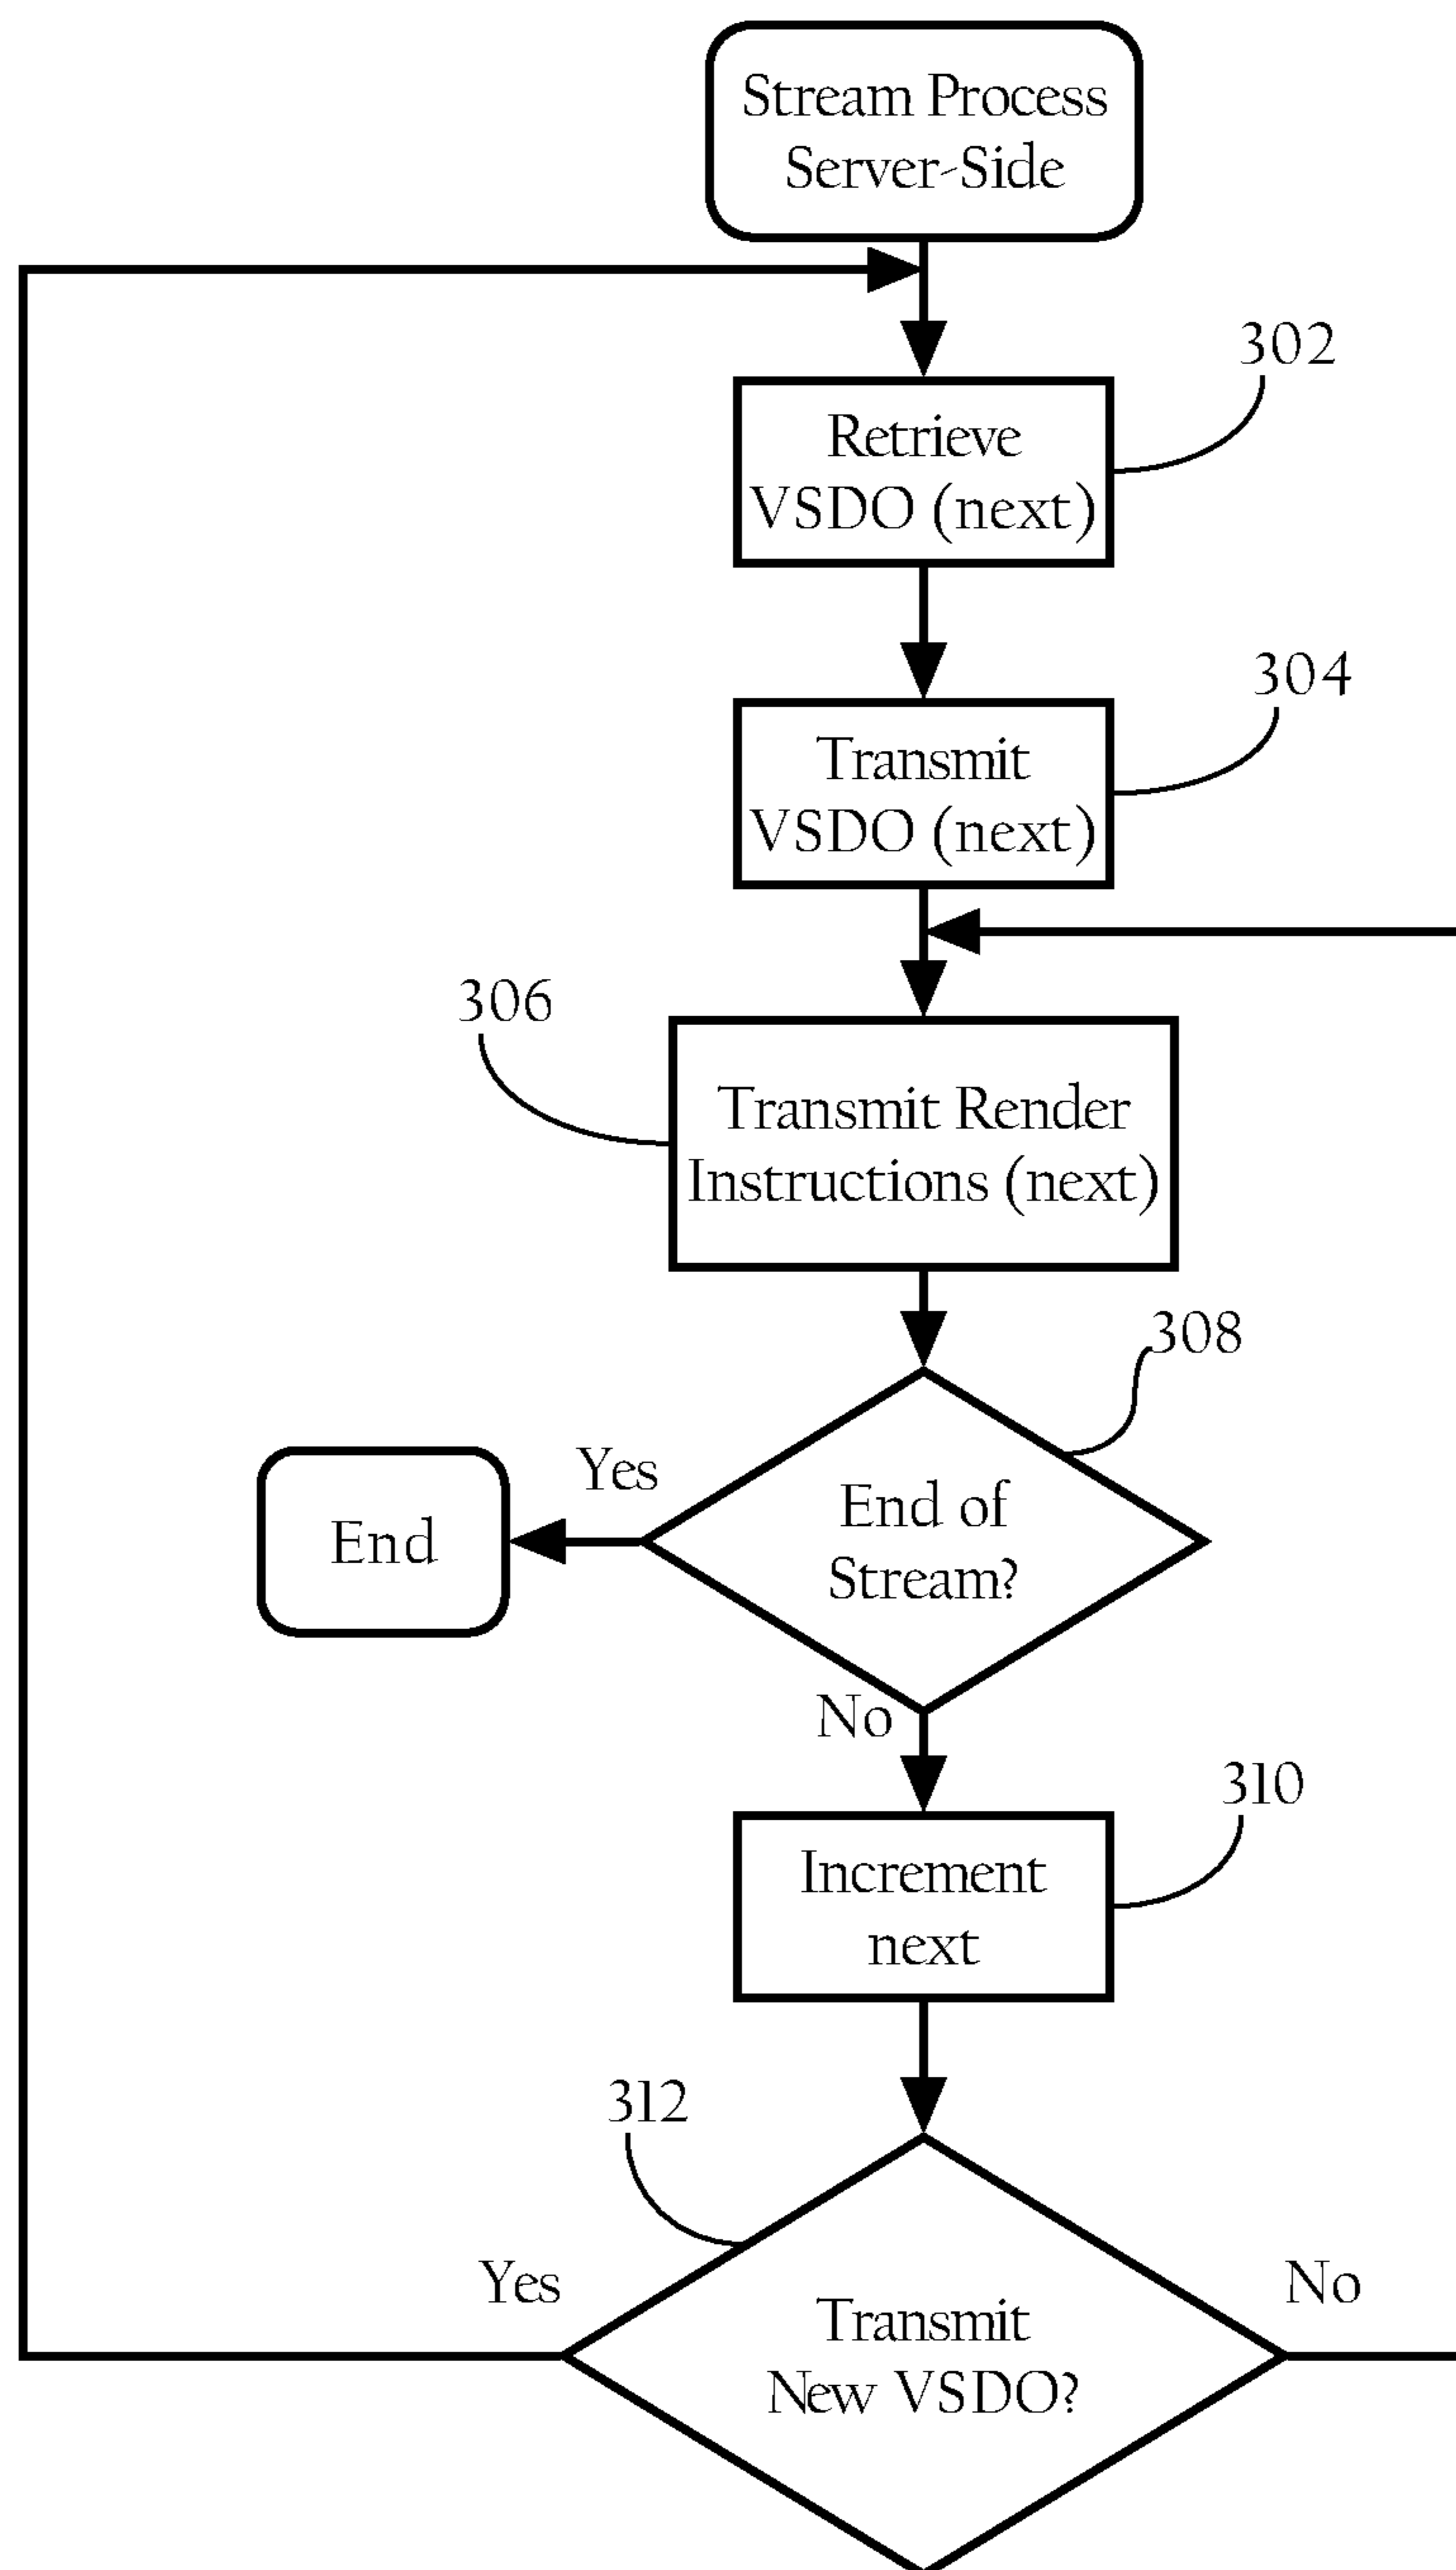 Stream Process
Server-Side
302
Retrieve
VSDO (next)
304
Transmit
VSDO (next)
306
Transmit Render
Instructions (next)
308
End of
Stream?
Yes
End
No
310
Increment
next
312
Transmit
New VSDO?
Yes
No